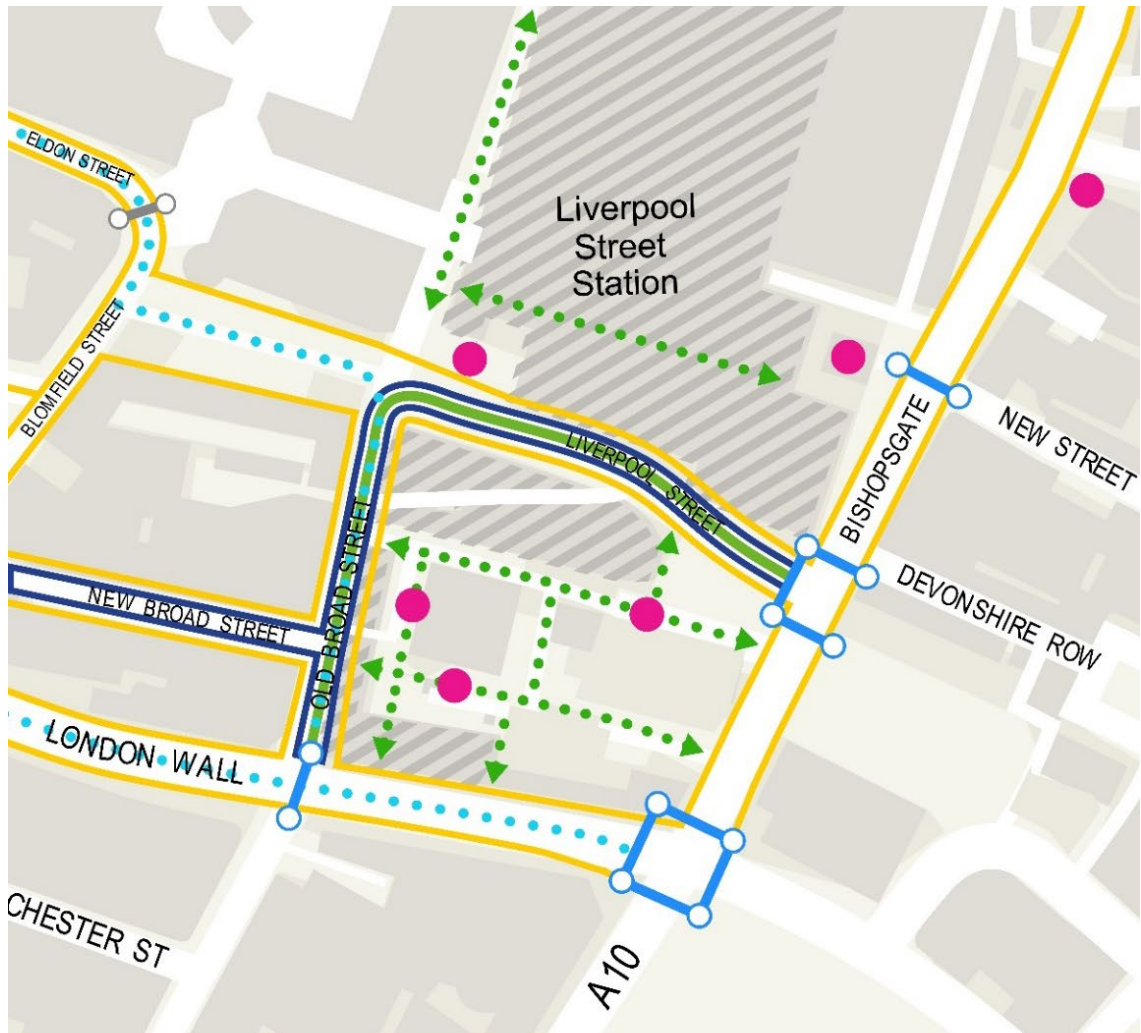 ELDON STREET
Liverpool
Street
Station
BLOMFIELD STREET
LIVERPOOL STREET
BISHOPSGATE
NEW STREET
NEW BROAD STREET
OLD BROAD STREET
DEVONSHIRE ROW
LONDON WALL
CHESTER ST
A10